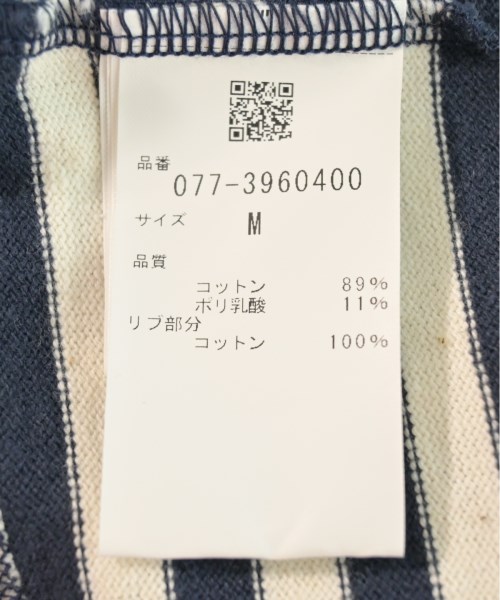 品番
077-3960400
サイズ M
品質
コットン 89%
ポリ乳酸 11%
リブ部分
コットン 100%